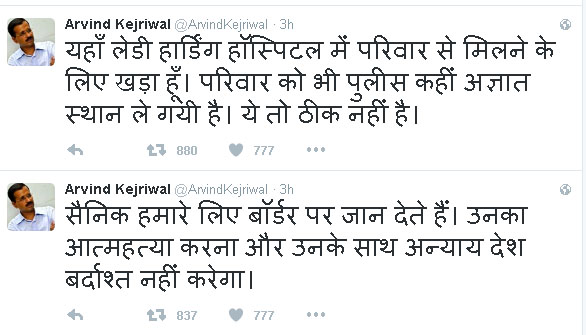 Arvind Kejriwal @ArvindKejriwal · 3h
यहाँ लेडी हार्डिंग हॉस्पिटल में परिवार से मिलने के
लिए खड़ा हूँ। परिवार को भी पुलीस कहीं अज्ञात
स्थान ले गयी है। ये तो ठीक नहीं है।
880 777
Arvind Kejriwal @ArvindKejriwal · 3h
सैनिक हमारे लिए बॉर्डर पर जान देते हैं। उनका
आत्महत्या करना और उनके साथ अन्याय देश
बर्दाश्त नहीं करेगा।
837 777